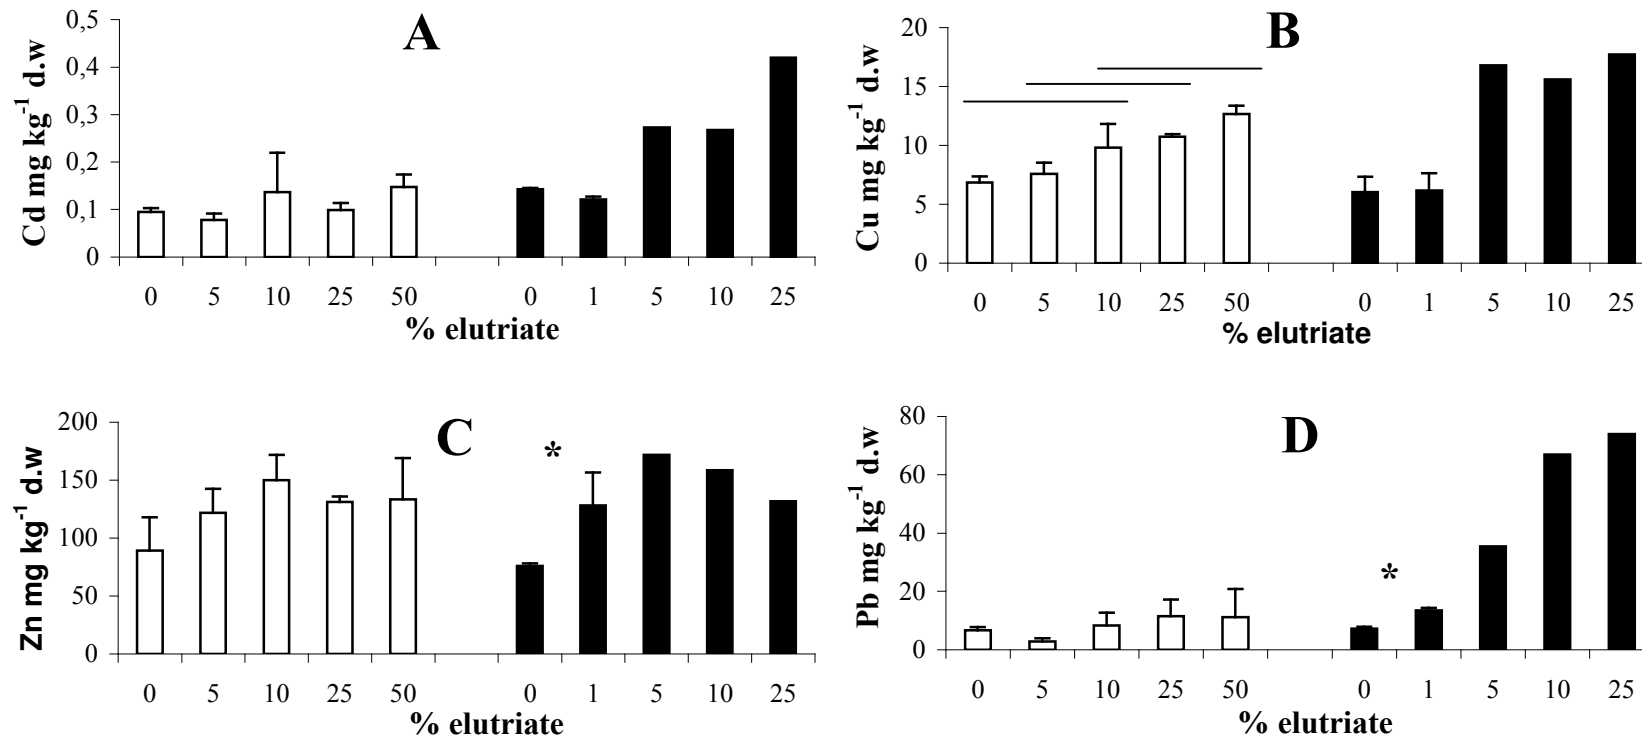 A
Cd mg kg-1 d.w
0,5
0,4
0,3
0,2
0,1
0
0 5 10 25 50 0 1 5 10 25
% elutriate
B
Cu mg kg-1 d.w
20
15
10
5
0
0 5 10 25 50 0 1 5 10 25
% elutriate
C
*
Zn mg kg-1 d.w
200
150
100
50
0
0 5 10 25 50 0 1 5 10 25
% elutriate
D
*
Pb mg kg-1 d.w
80
60
40
20
0
0 5 10 25 50 0 1 5 10 25
% elutriate